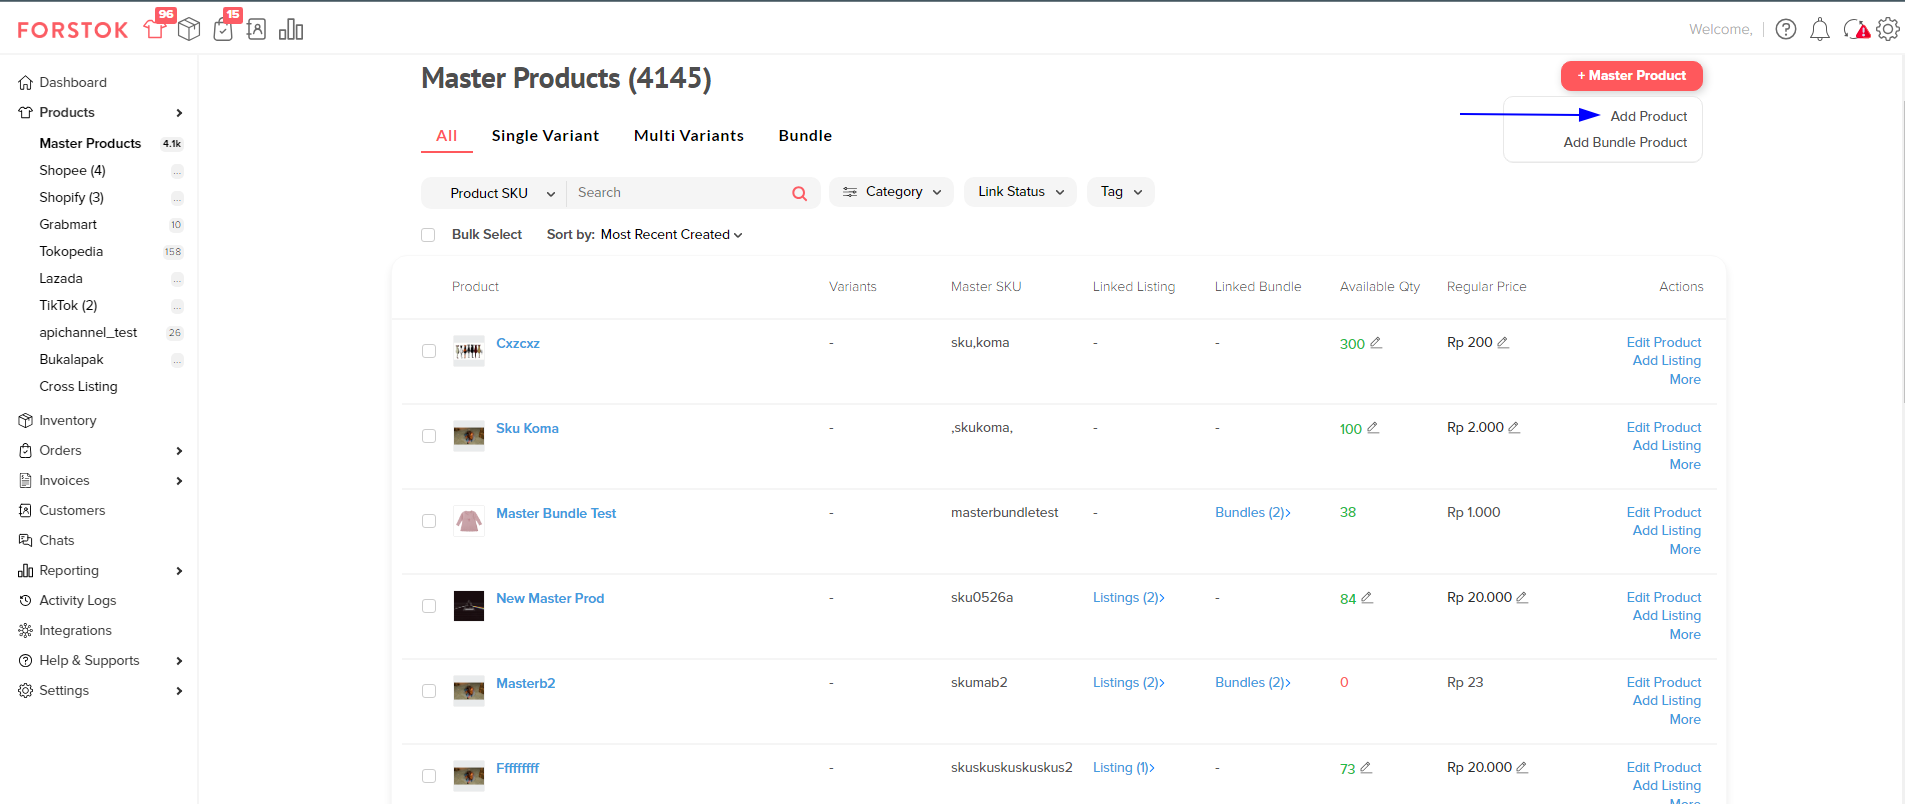 FORSTOK
96
15
Welcome,
Dashboard
Products
Master Products 4.1k
Shopee (4) ...
Shopify (3) ...
Grabmart 10
Tokopedia 158
Lazada ...
TikTok (2) ...
apichannel_test 26
Bukalapak ...
Cross Listing
Inventory
Orders
Invoices
Customers
Chats
Reporting
Activity Logs
Integrations
Help & Supports
Settings
Master Products (4145)
+ Master Product
Add Product
Add Bundle Product
All Single Variant Multi Variants Bundle
Product SKU Search Category Link Status Tag
Bulk Select Sort by: Most Recent Created
Product Variants Master SKU Linked Listing Linked Bundle Available Qty Regular Price Actions
Cxzcxz - sku,koma - - 300 Rp 200 Edit Product
Add Listing
More
Sku Koma - ,skukoma, - - 100 Rp 2.000 Edit Product
Add Listing
More
Master Bundle Test - masterbundletest - Bundles (2)> 38 Rp 1.000 Edit Product
Add Listing
More
New Master Prod - sku0526a Listings (2)> - 84 Rp 20.000 Edit Product
Add Listing
More
Masterb2 - skumab2 Listings (2)> Bundles (2)> 0 Rp 23 Edit Product
Add Listing
More
Fffffffff - skuskuskuskuskus2 Listing (1)> - 73 Rp 20.000 Edit Product
Add Listing
More